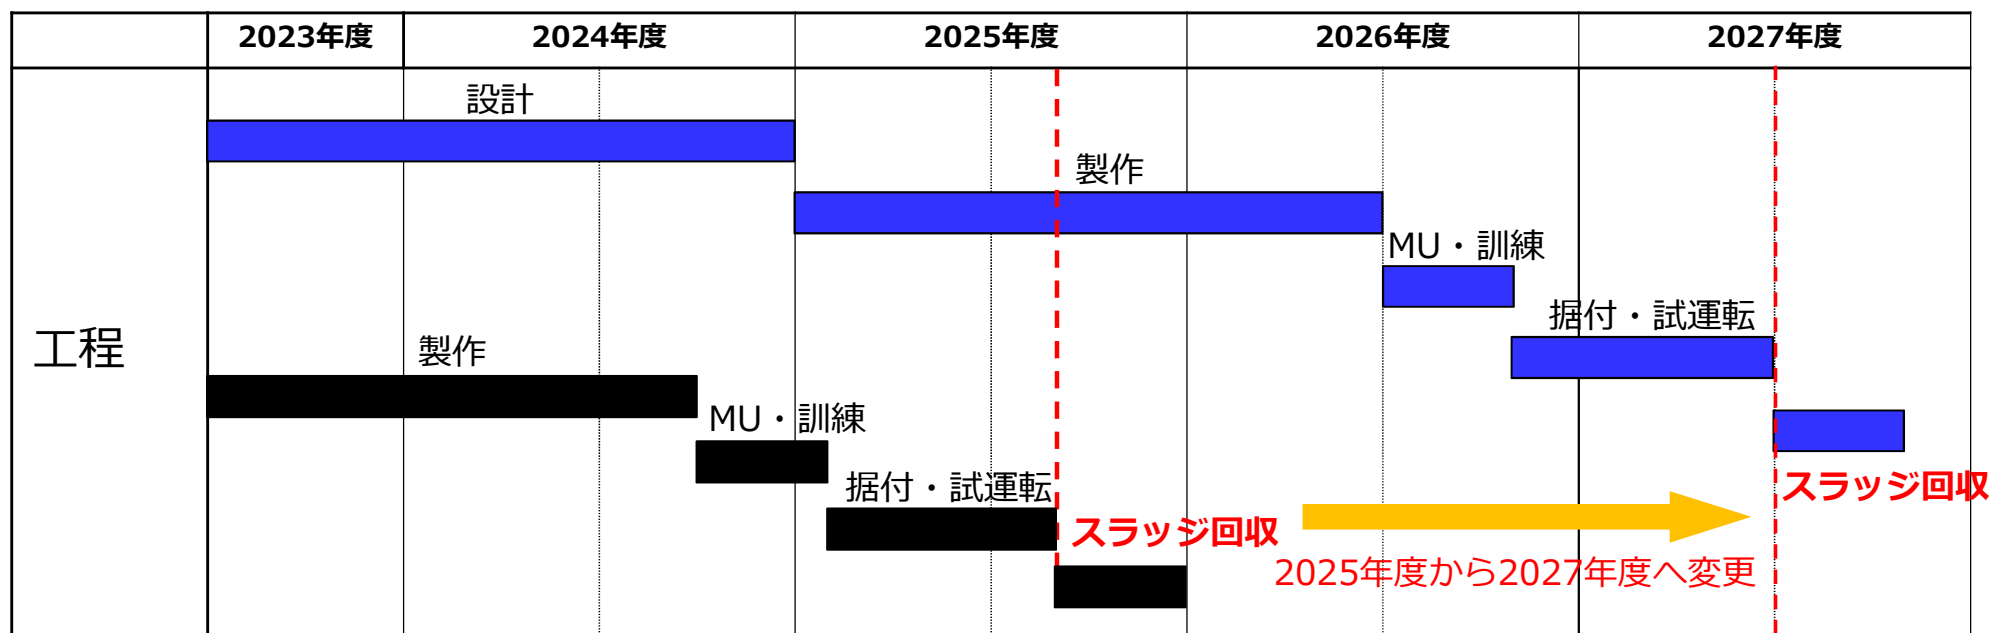 2023年度 2024年度 2025年度 2026年度 2027年度
設計
製作
MU・訓練
据付・試運転
工程
製作
MU・訓練
据付・試運転
スラッジ回収
スラッジ回収
2025年度から2027年度へ変更